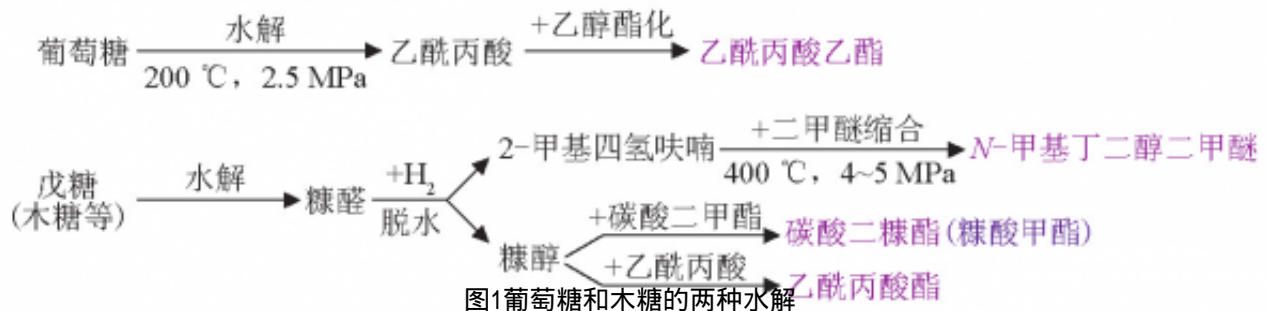 葡萄糖 水解 200 ℃，2.5 MPa 乙酰丙酸 +乙醇酯化 乙酰丙酸乙酯
戊糖 (木糖等) 水解 糠醛 +H2 脱水
2-甲基四氢呋喃 +二甲醚缩合 400 ℃，4~5 MPa N-甲基丁二醇二甲醚
糠醇 +碳酸二甲酯 碳酸二糠酯(糠酸甲酯)
+乙酰丙酸 乙酰丙酸酯
图1葡萄糖和木糖的两种水解